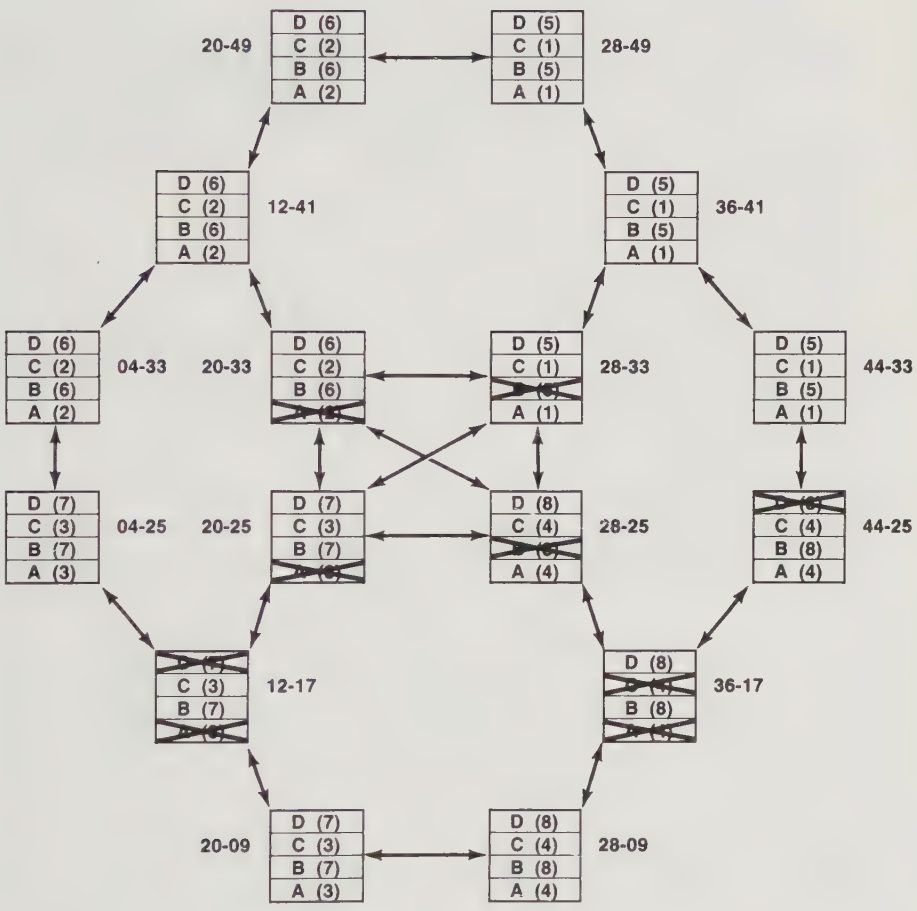 20-49
D (6)
C (2)
B (6)
A (2)
D (5)
C (1)
B (5)
A (1)
28-49
D (6)
C (2)
B (6)
A (2)
12-41
D (5)
C (1)
B (5)
A (1)
36-41
D (6)
C (2)
B (6)
A (2)
04-33
20-33
D (6)
C (2)
B (6)
D (5)
C (1)
A (1)
28-33
D (5)
C (1)
B (5)
A (1)
44-33
D (7)
C (3)
B (7)
A (3)
04-25
20-25
D (7)
C (3)
B (7)
D (8)
C (4)
A (4)
28-25
C (4)
B (8)
A (4)
44-25
C (3)
B (7)
12-17
D (8)
B (8)
36-17
20-09
D (7)
C (3)
B (7)
A (3)
D (8)
C (4)
B (8)
A (4)
28-09